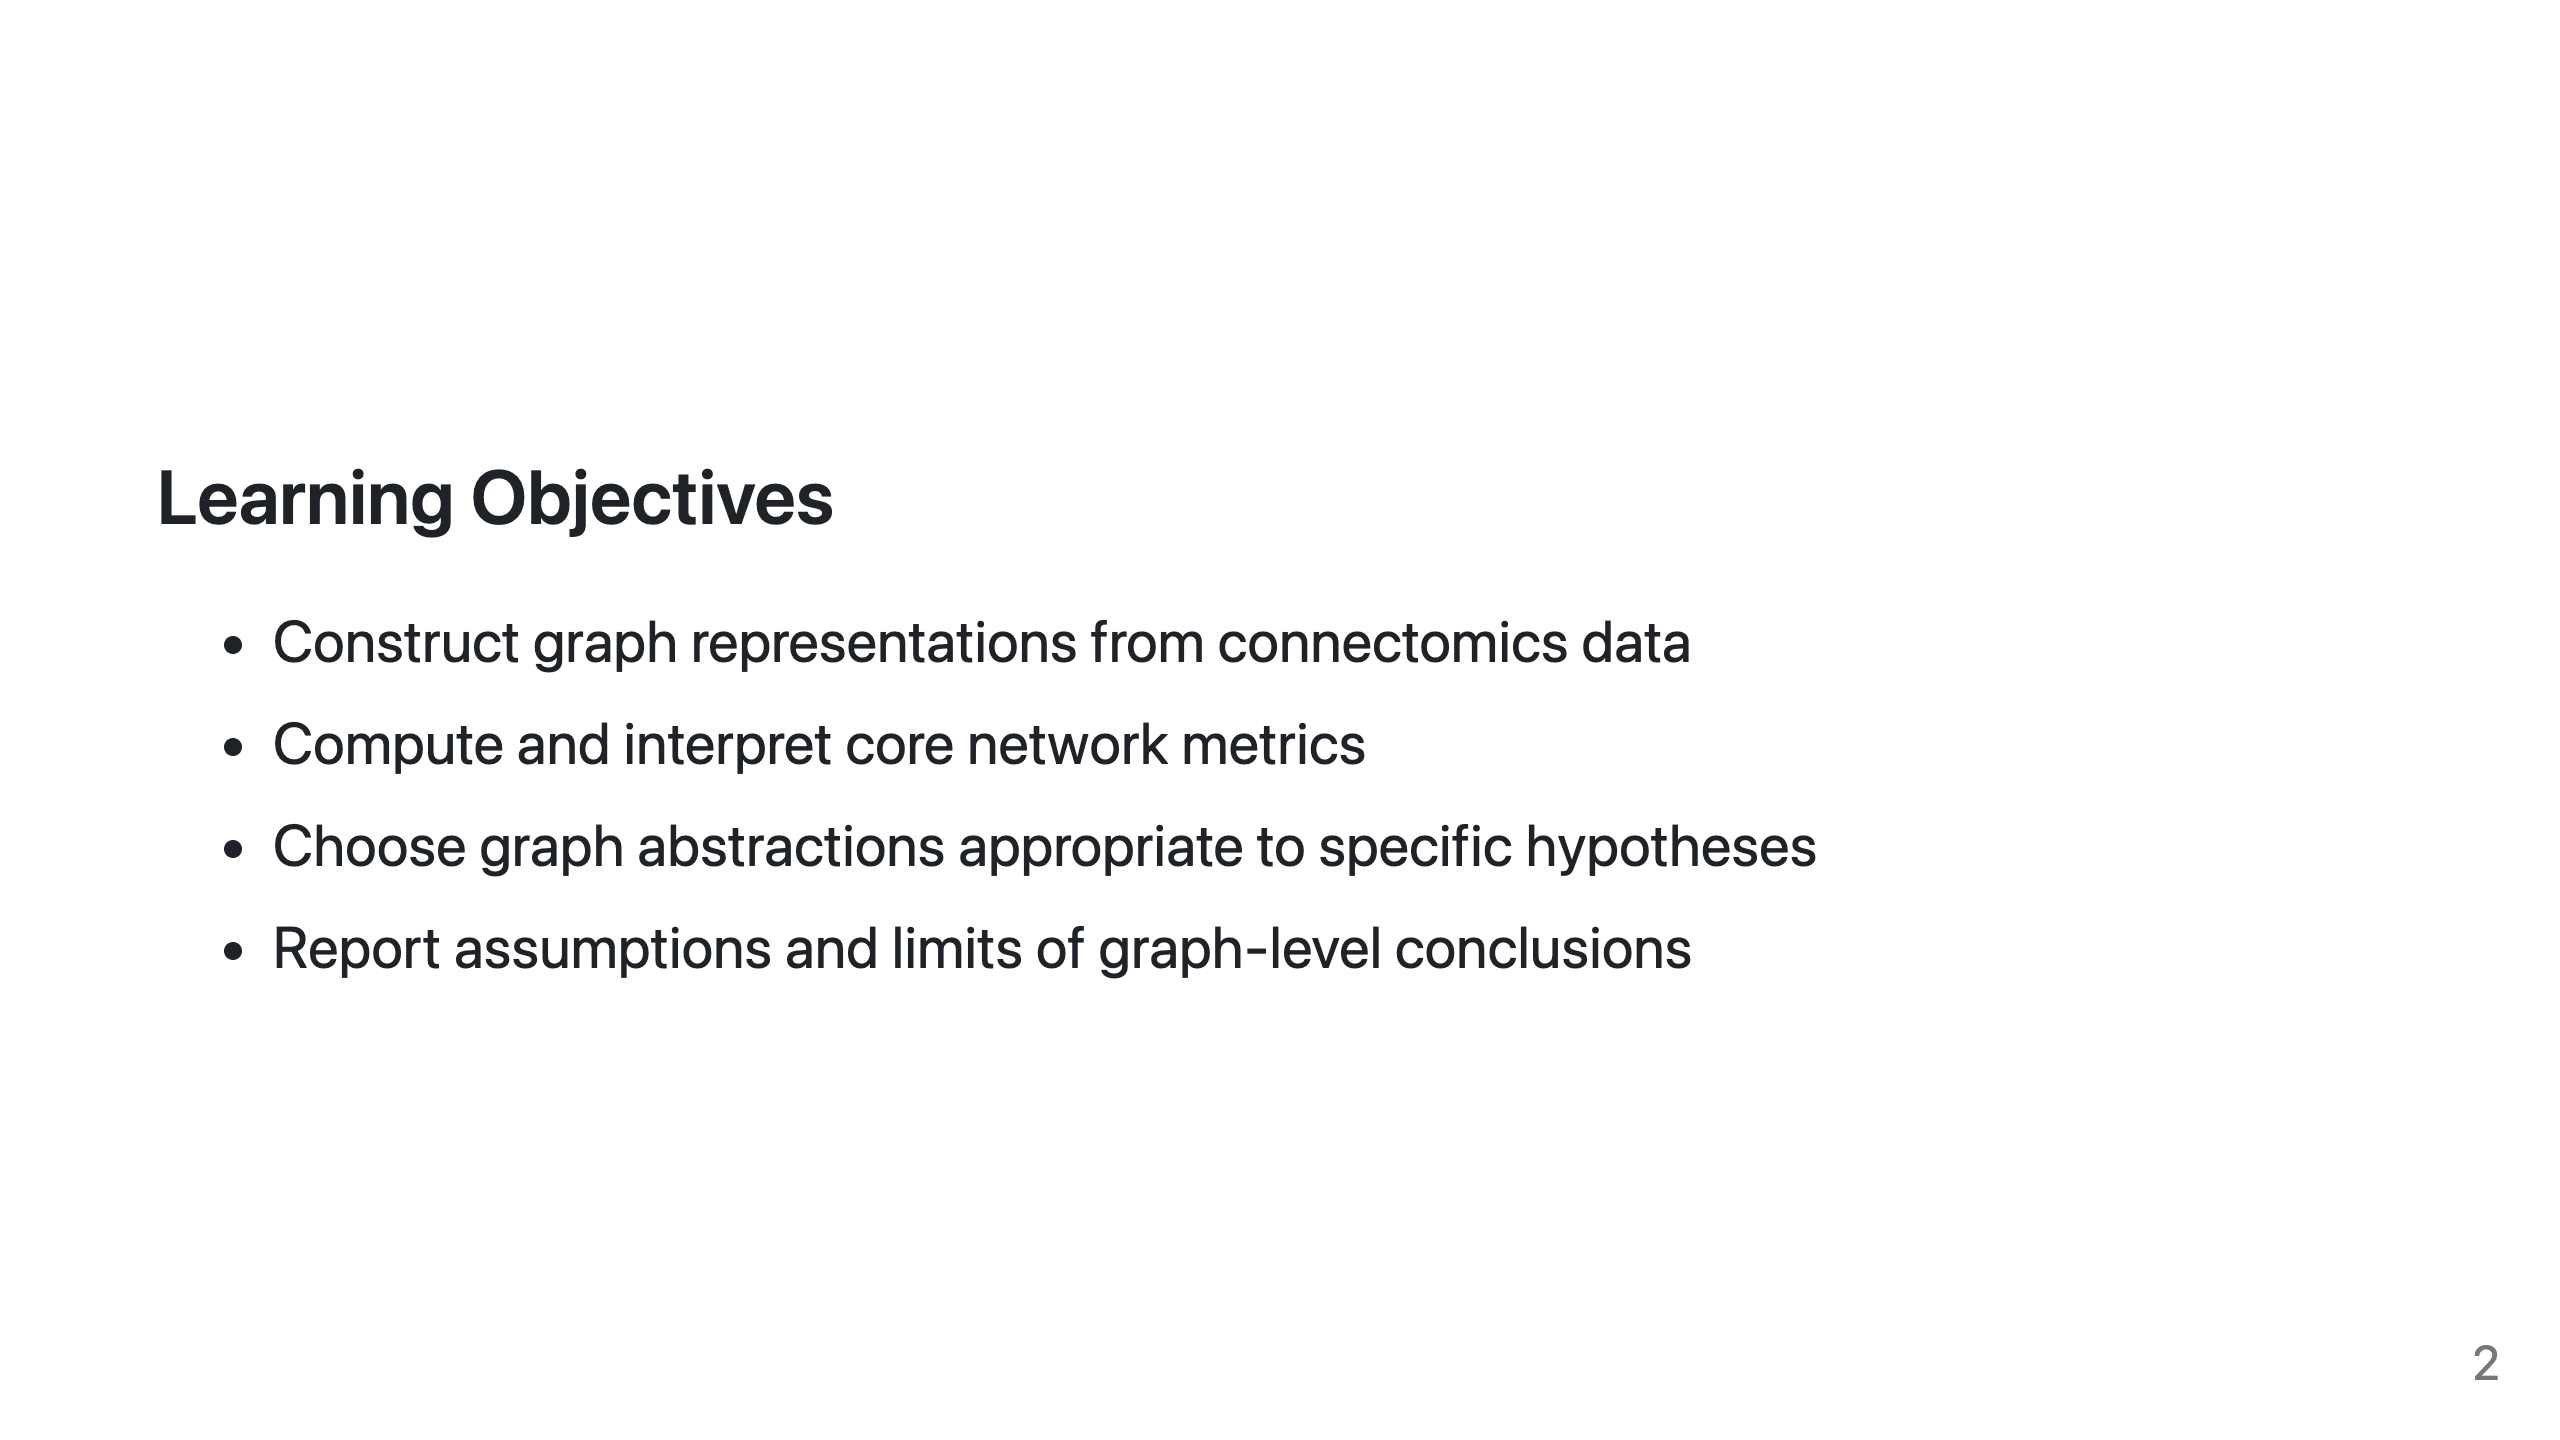 Learning Objectives
• Construct graph representations from connectomics data
• Compute and interpret core network metrics
• Choose graph abstractions appropriate to specific hypotheses
• Report assumptions and limits of graph-level conclusions
2